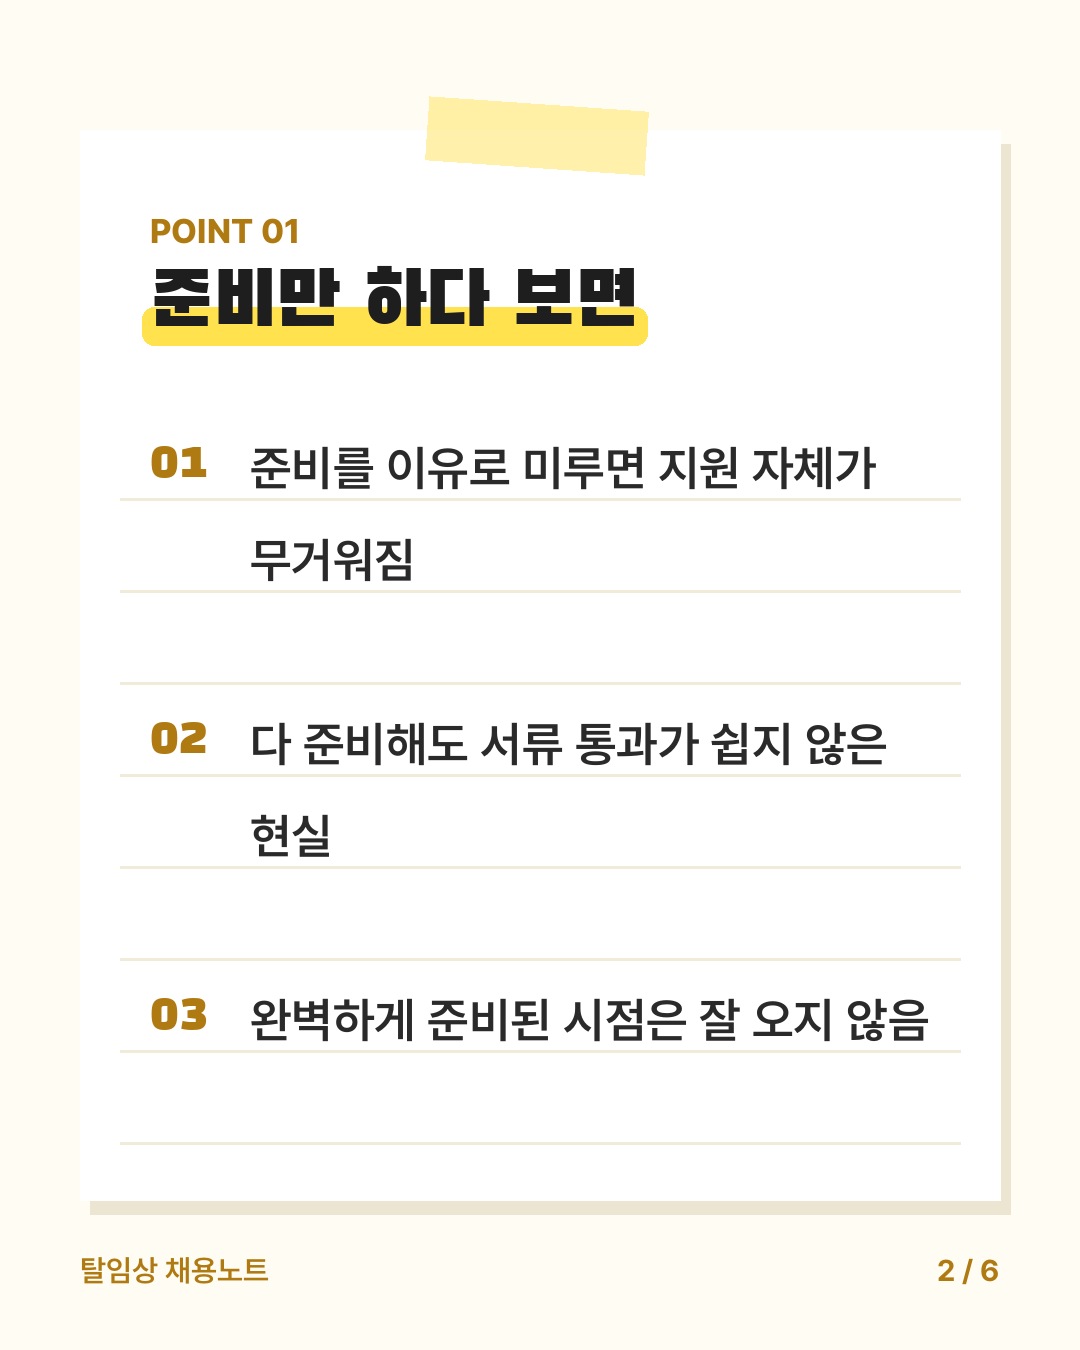 POINT 01
준비만 하다 보면
01 준비를 이유로 미루면 지원 자체가
무거워짐
02 다 준비해도 서류 통과가 쉽지 않은
현실
03 완벽하게 준비된 시점은 잘 오지 않음
탈임상 채용노트
2 / 6